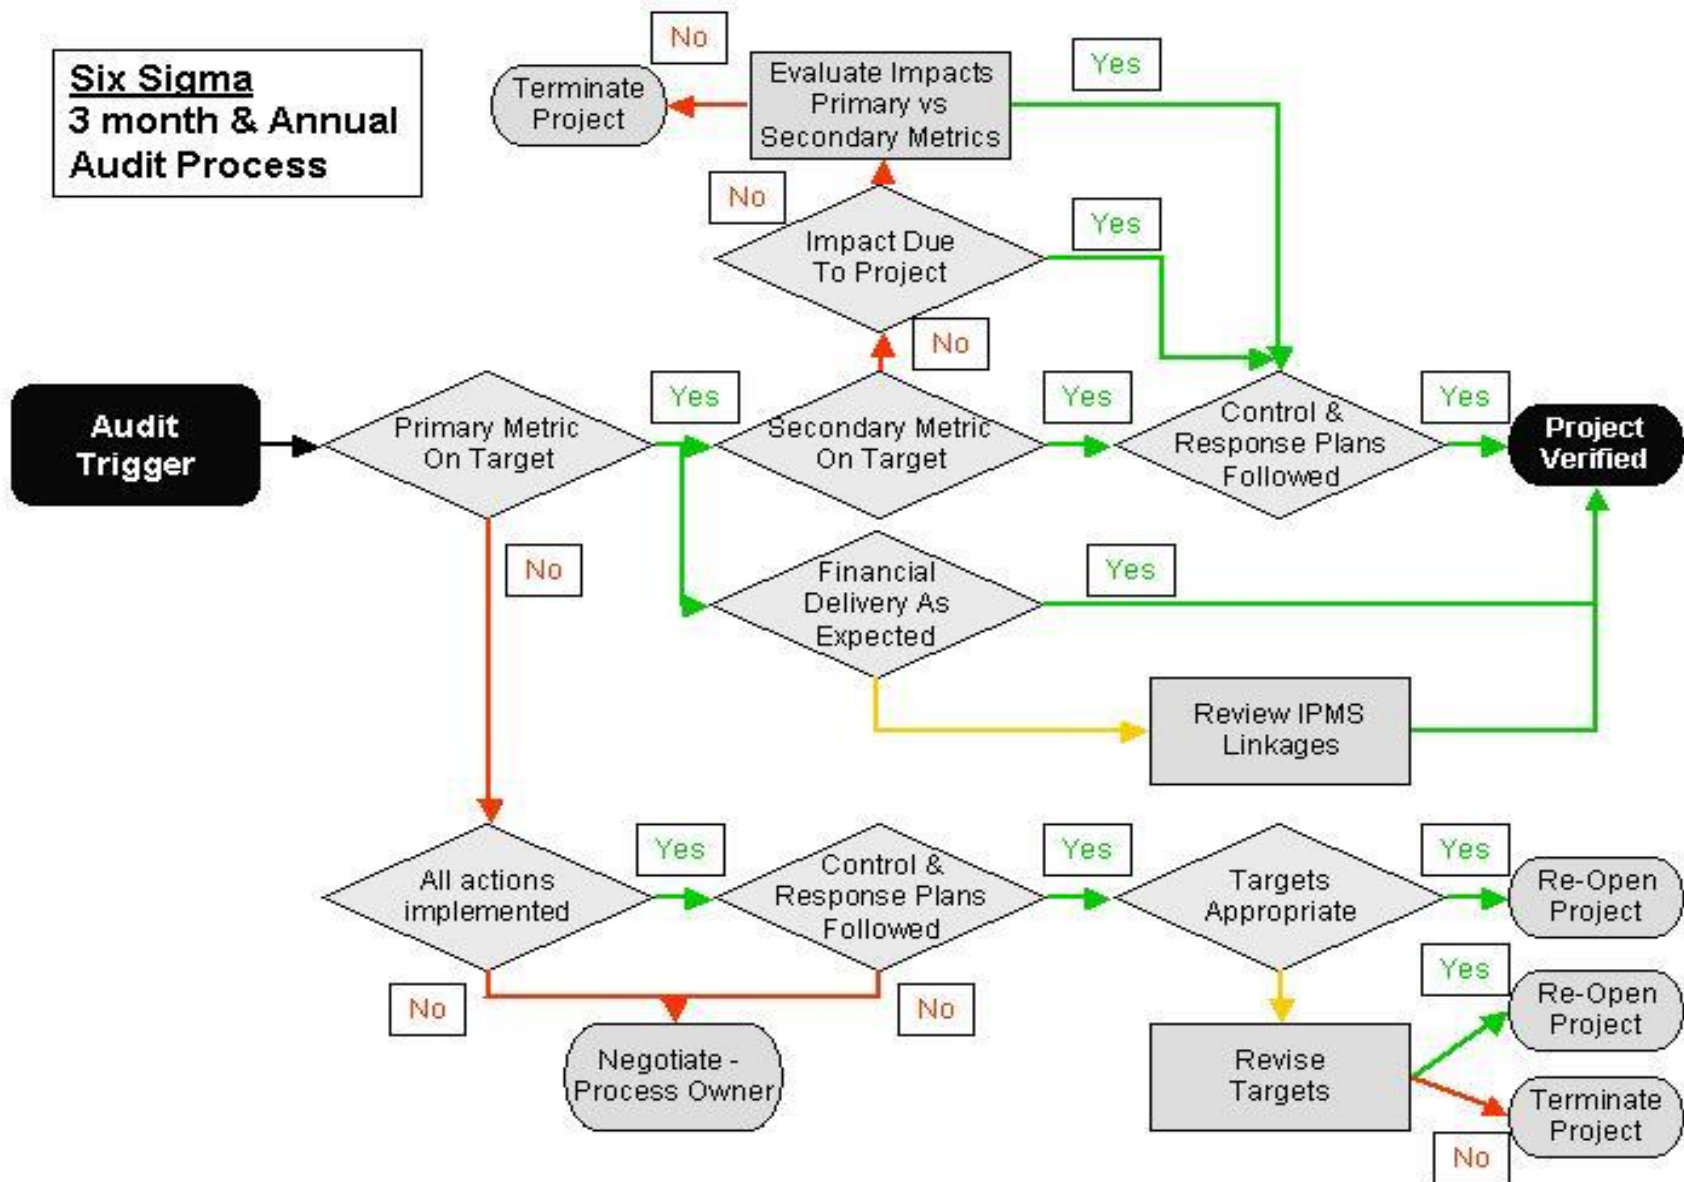 Six Sigma
3 month & Annual
Audit Process
No
Terminate
Project
Evaluate Impacts
Primary vs
Secondary Metrics
Yes
No
Impact Due
To Project
Yes
No
Audit
Trigger
Primary Metric
On Target
Yes
Secondary Metric
On Target
Yes
Control &
Response Plans
Followed
Yes
Project
Verified
No
Financial
Delivery As
Expected
Yes
Review IPMS
Linkages
All actions
implemented
Yes
Control &
Response Plans
Followed
Yes
Targets
Appropriate
Yes
Re-Open
Project
No
No
Negotiate -
Process Owner
Revise
Targets
Yes
Re-Open
Project
Terminate
Project
No